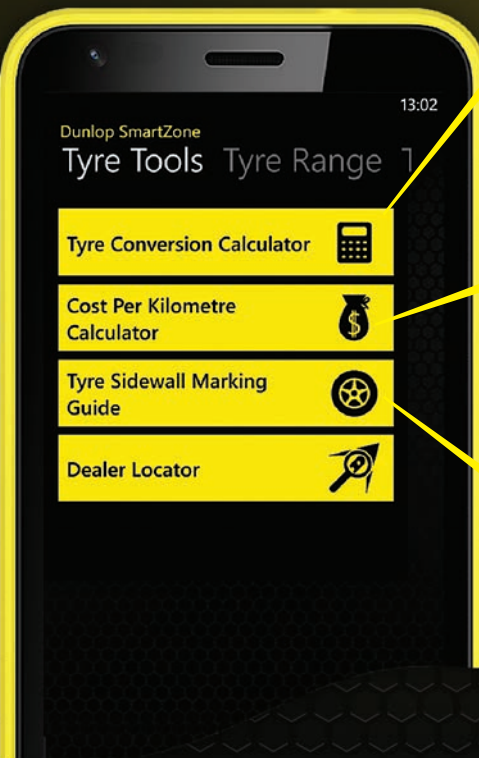 13:02
Dunlop SmartZone
Tyre Tools Tyre Range
Tyre Conversion Calculator
Cost Per Kilometre
Calculator
$
Tyre Sidewall Marking
Guide
Dealer Locator